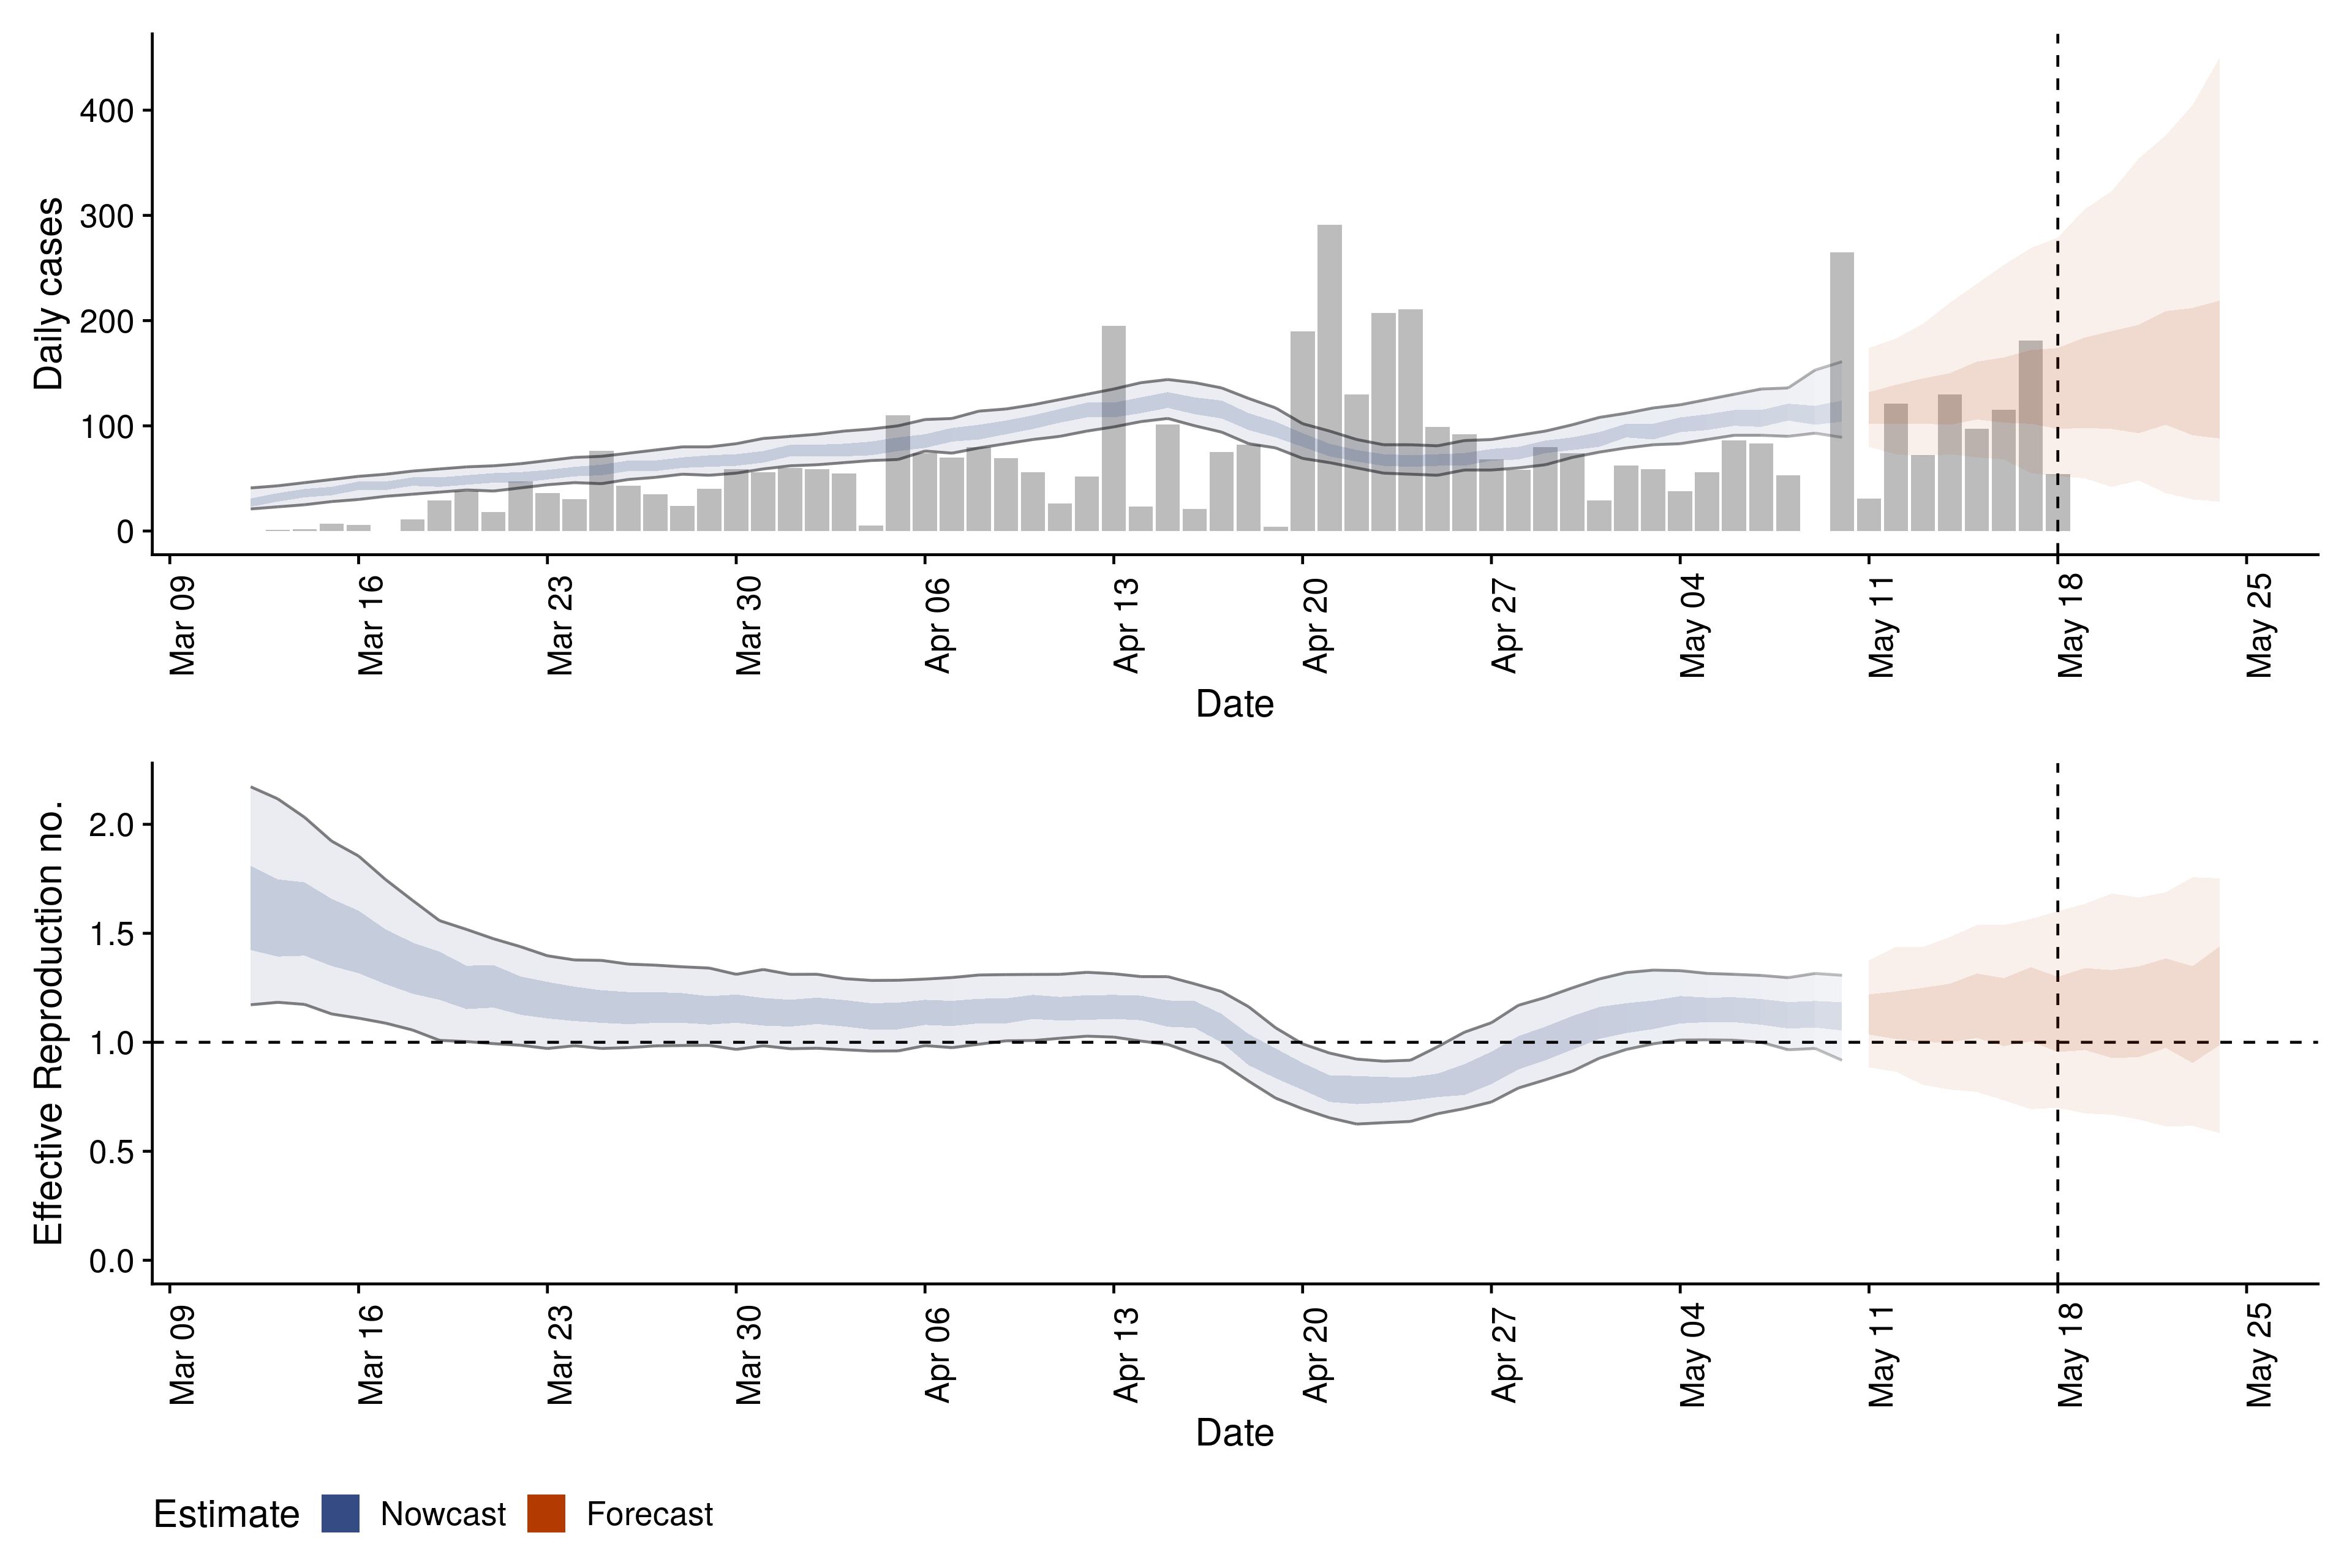 Daily cases
400
300
200
100
0
Mar 09
Mar 16
Mar 23
Mar 30
Apr 06
Apr 13
Apr 20
Apr 27
May 04
May 11
May 18
May 25
Date
Effective Reproduction no.
2.0
1.5
1.0
0.5
0.0
Mar 09
Mar 16
Mar 23
Mar 30
Apr 06
Apr 13
Apr 20
Apr 27
May 04
May 11
May 18
May 25
Date
Estimate Nowcast Forecast